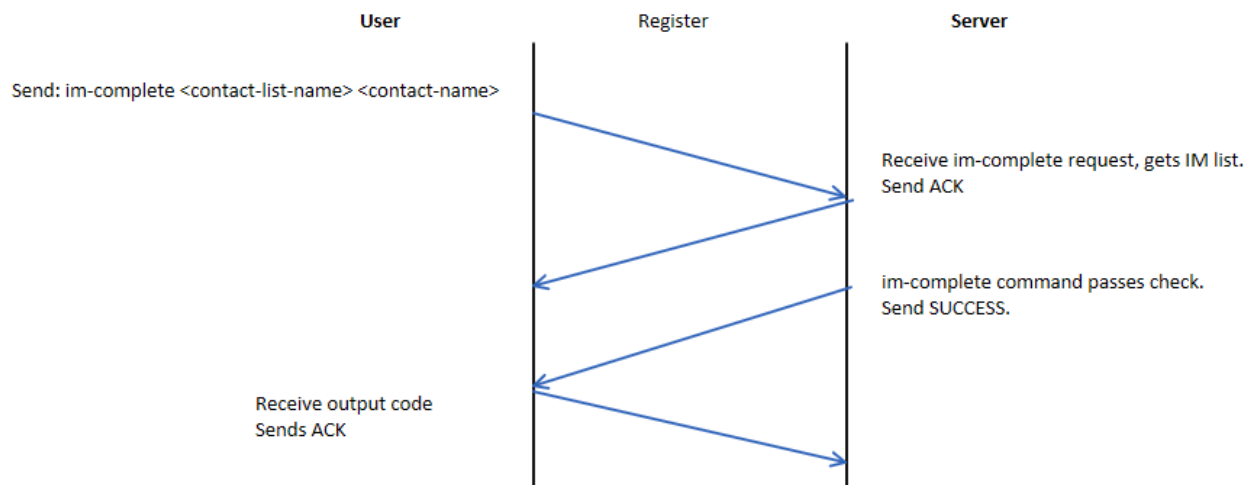 User Register Server
Send: im-complete <contact-list-name> <contact-name>
Receive im-complete request, gets IM list.
Send ACK
im-complete command passes check.
Send SUCCESS.
Receive output code
Sends ACK